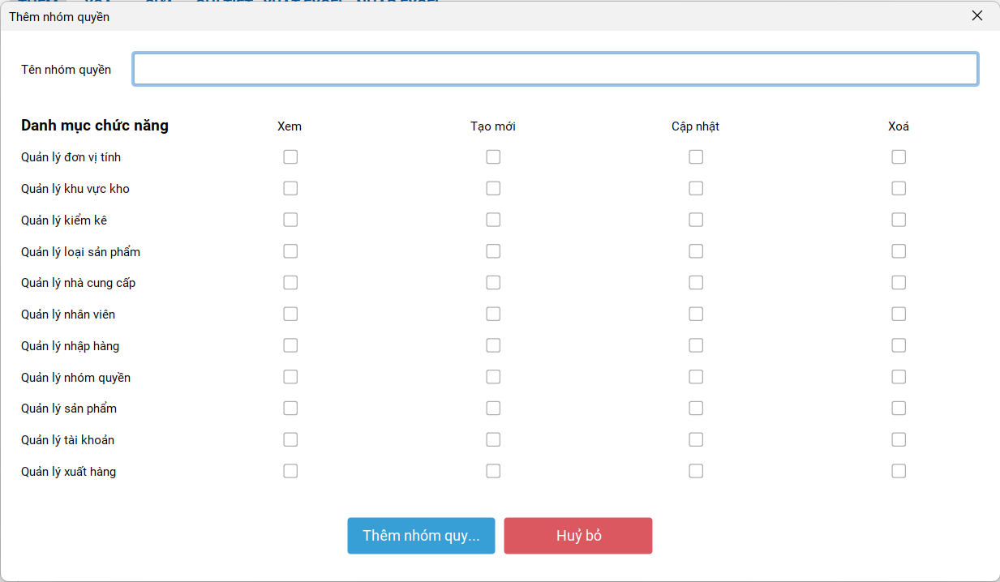 Thêm nhóm quyền
Tên nhóm quyền
Danh mục chức năng Xem Tạo mới Cập nhật Xoá
Quản lý đơn vị tính
Quản lý khu vực kho
Quản lý kiểm kê
Quản lý loại sản phẩm
Quản lý nhà cung cấp
Quản lý nhân viên
Quản lý nhập hàng
Quản lý nhóm quyền
Quản lý sản phẩm
Quản lý tài khoản
Quản lý xuất hàng
Thêm nhóm quy... Huỷ bỏ